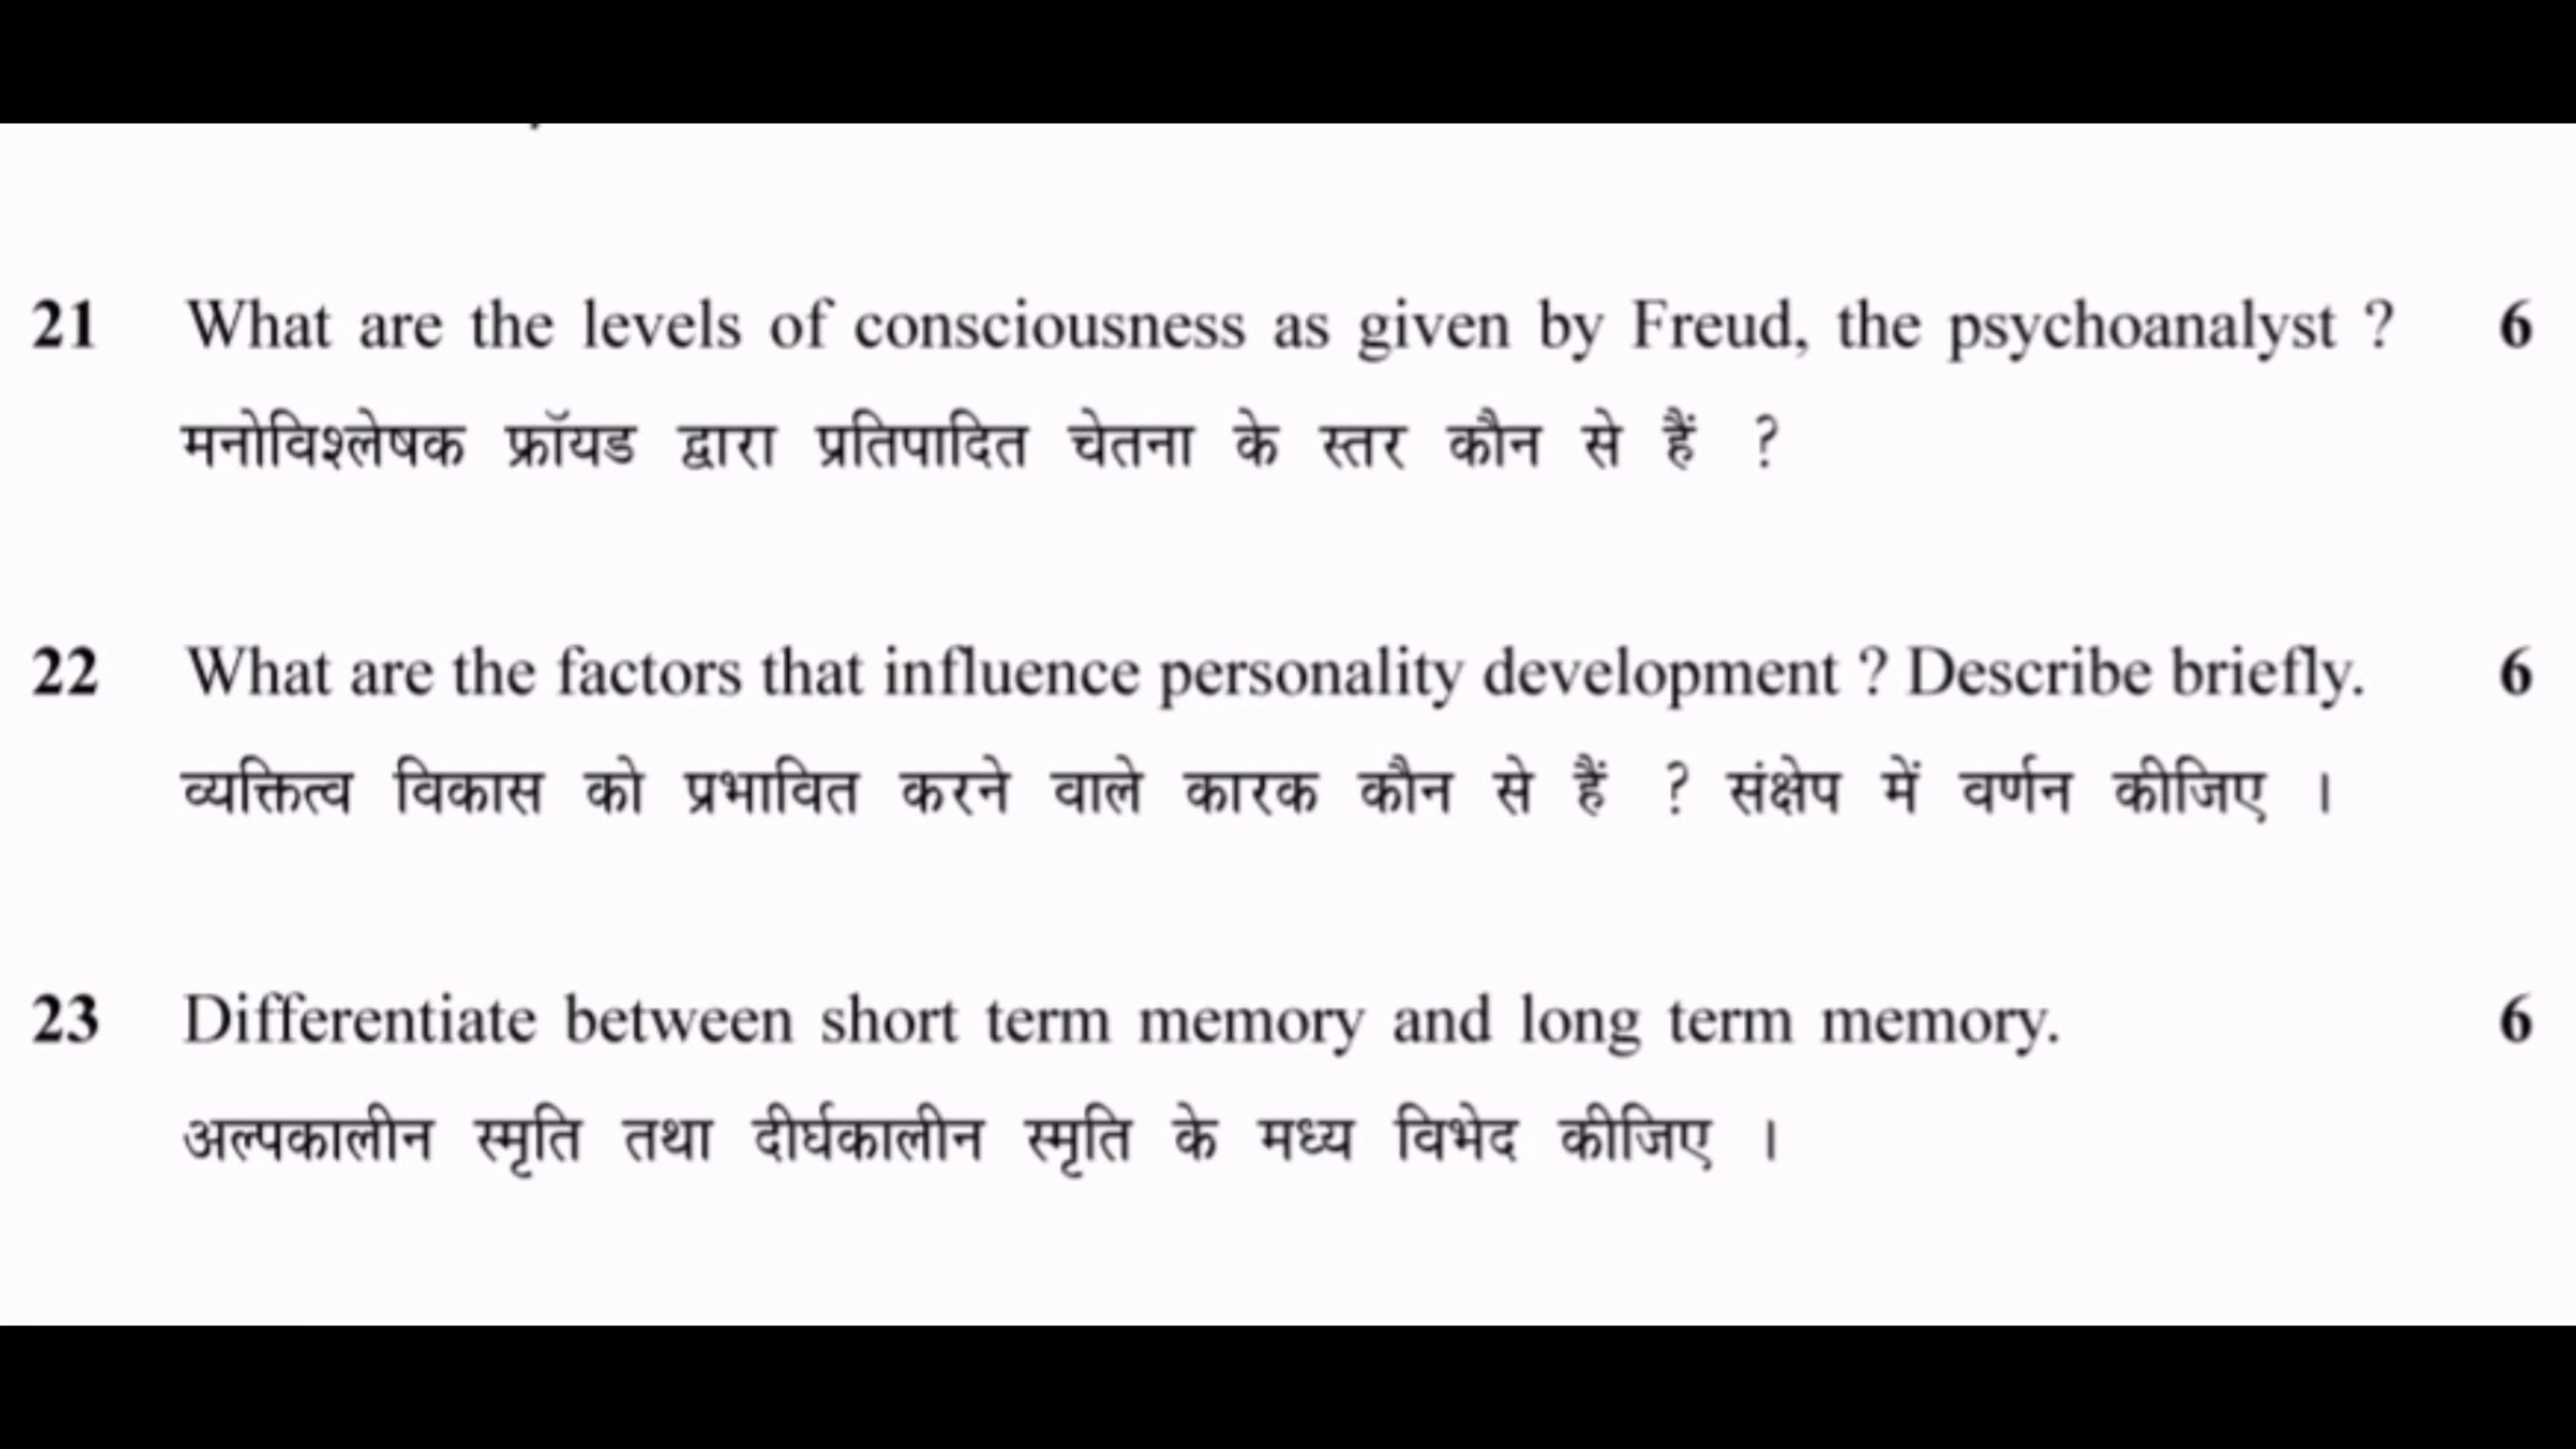 21 What are the levels of consciousness as given by Freud, the psychoanalyst ? 6
मनोविश्लेषक फ्रॉयड द्वारा प्रतिपादित चेतना के स्तर कौन से हैं ?
22 What are the factors that influence personality development ? Describe briefly. 6
व्यक्तित्व विकास को प्रभावित करने वाले कारक कौन से हैं ? संक्षेप में वर्णन कीजिए ।
23 Differentiate between short term memory and long term memory. 6
अल्पकालीन स्मृति तथा दीर्घकालीन स्मृति के मध्य विभेद कीजिए ।